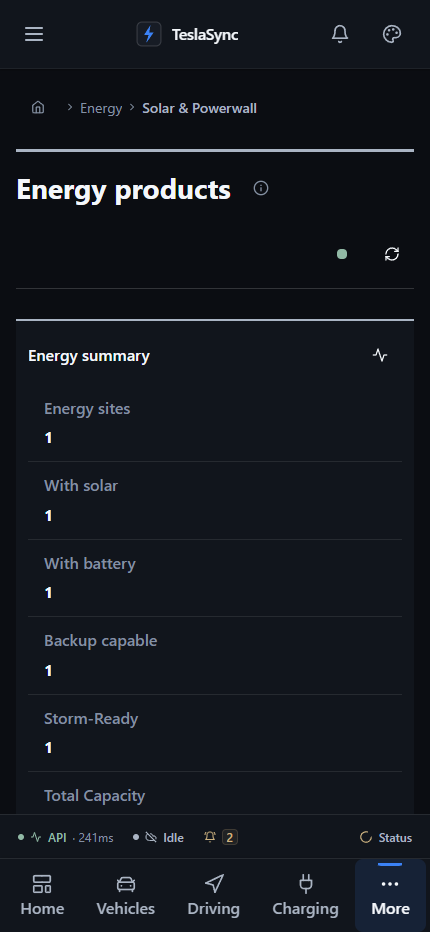 TeslaSync
Energy
Solar & Powerwall
Energy products
Energy summary
Energy sites
1
With solar
1
With battery
1
Backup capable
1
Storm-Ready
1
Total Capacity
API · 241ms
Idle
2
Status
Home
Vehicles
Driving
Charging
More